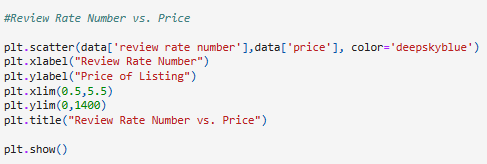 #Review Rate Number vs. Price
plt.scatter(data['review rate number'],data['price'], color='deepskyblue')
plt.xlabel("Review Rate Number")
plt.ylabel("Price of Listing")
plt.xlim(0.5,5.5)
plt.ylim(0,1400)
plt.title("Review Rate Number vs. Price")
plt.show()